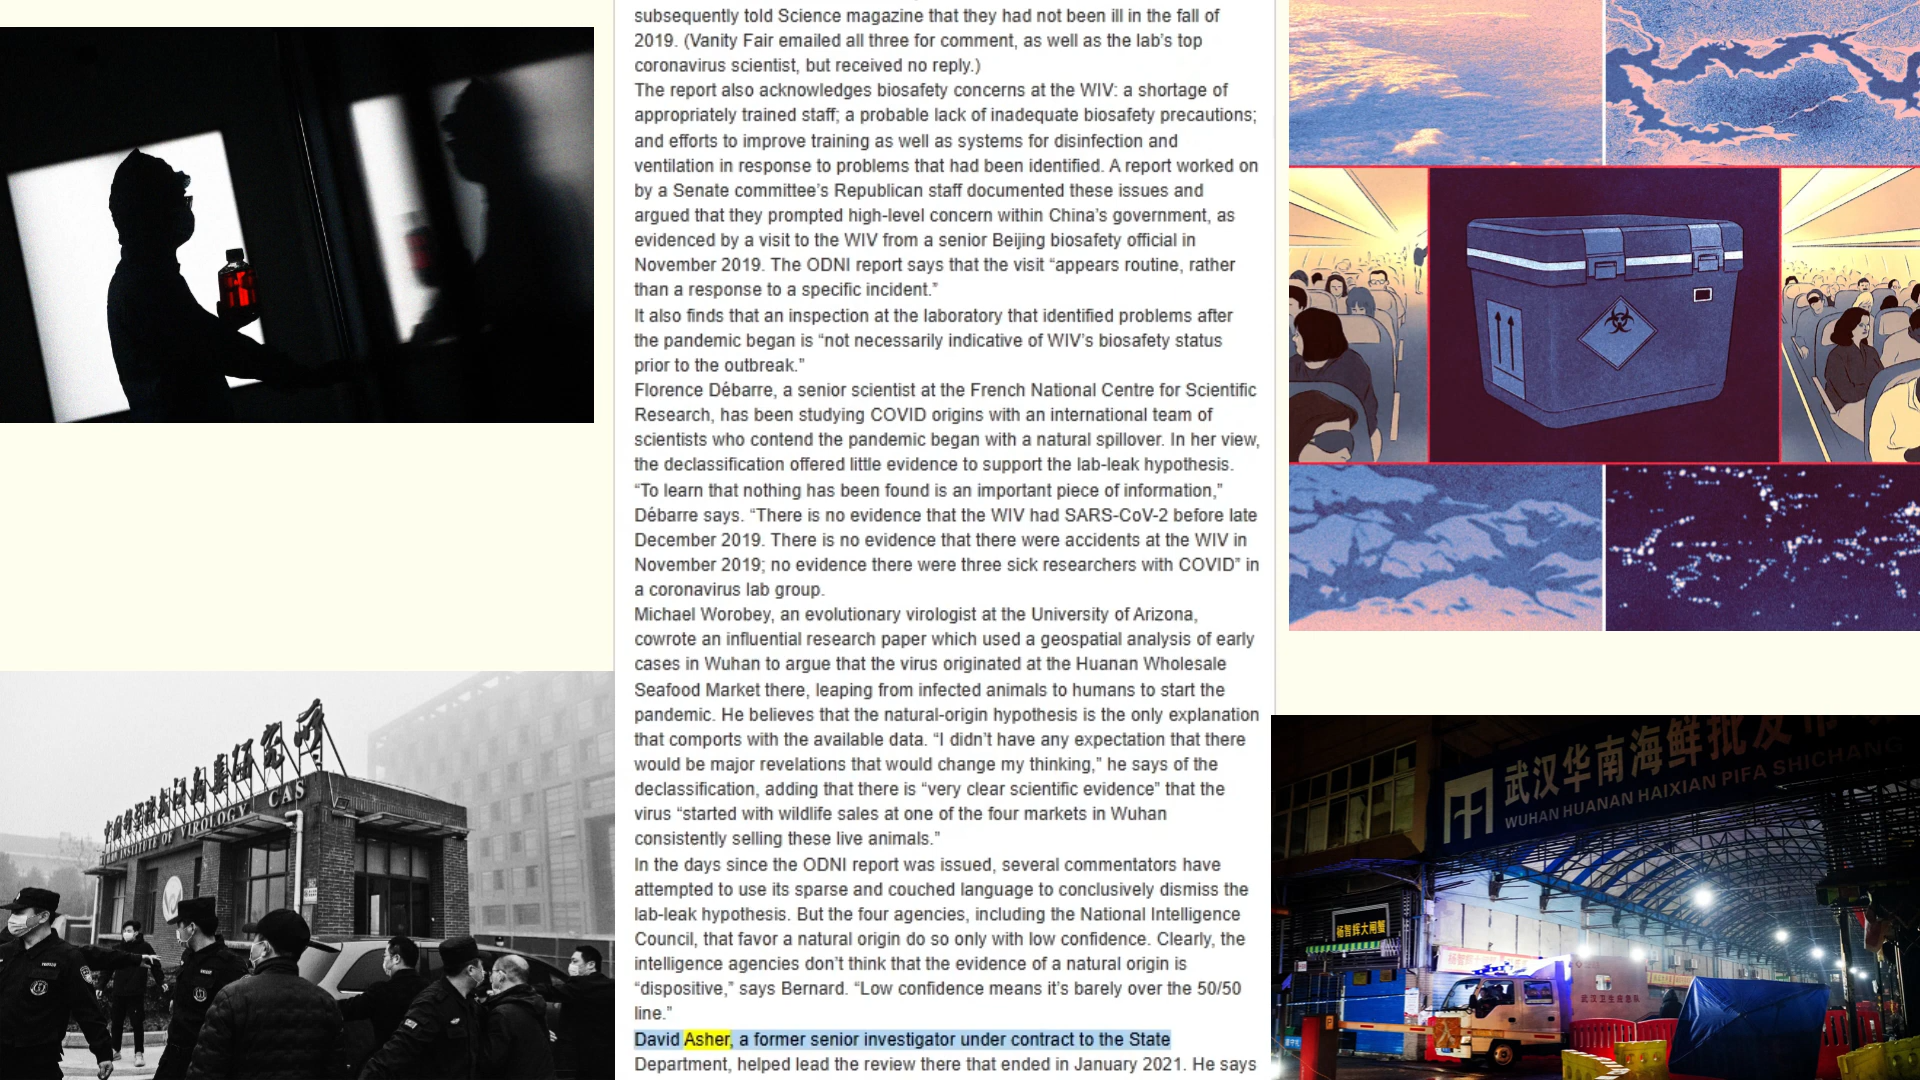 subsequently told Science magazine that they had not been ill in the fall of
2019. (Vanity Fair emailed all three for comment, as well as the lab's top
coronavirus scientist, but received no reply.)
The report also acknowledges biosafety concerns at the WIV: a shortage of
appropriately trained staff; a probable lack of inadequate biosafety precautions;
and efforts to improve training as well as systems for disinfection and
ventilation in response to problems that had been identified. A report worked on
by a Senate committee's Republican staff documented these issues and
argued that they prompted high-level concern within China's government, as
evidenced by a visit to the WIV from a senior Beijing biosafety official in
November 2019. The ODNI report says that the visit “appears routine, rather
than a response to a specific incident.”
It also finds that an inspection at the laboratory that identified problems after
the pandemic began is “not necessarily indicative of WIV's biosafety status
prior to the outbreak.”
Florence Débarre, a senior scientist at the French National Centre for Scientific
Research, has been studying COVID origins with an international team of
scientists who contend the pandemic began with a natural spillover. In her view,
the declassification offered little evidence to support the lab-leak hypothesis.
“To learn that nothing has been found is an important piece of information,”
Débarre says. “There is no evidence that the WIV had SARS-CoV-2 before late
December 2019. There is no evidence that there were accidents at the WIV in
November 2019; no evidence there were three sick researchers with COVID” in
a coronavirus lab group.
Michael Worobey, an evolutionary virologist at the University of Arizona,
cowrote an influential research paper which used a geospatial analysis of early
cases in Wuhan to argue that the virus originated at the Huanan Wholesale
Seafood Market there, leaping from infected animals to humans to start the
pandemic. He believes that the natural-origin hypothesis is the only explanation
that comports with the available data. “I didn't have any expectation that there
would be major revelations that would change my thinking,” he says of the
declassification, adding that there is “very clear scientific evidence” that the
virus “started with wildlife sales at one of the four markets in Wuhan
consistently selling these live animals.”
In the days since the ODNI report was issued, several commentators have
attempted to use its sparse and couched language to conclusively dismiss the
lab-leak hypothesis. But the four agencies, including the National Intelligence
Council, that favor a natural origin do so only with low confidence. Clearly, the
intelligence agencies don't think that the evidence of a natural origin is
“dispositive,” says Bernard. “Low confidence means it's barely over the 50/50
line.”
David Asher, a former senior investigator under contract to the State
Department, helped lead the review there that ended in January 2021. He says
INSTITUTE OF VIROLOGY, CAS
武汉华南海鲜批发市
WUHAN HUANAN HAIXIAN PIFA SHICHANG
杨智辉大闸蟹